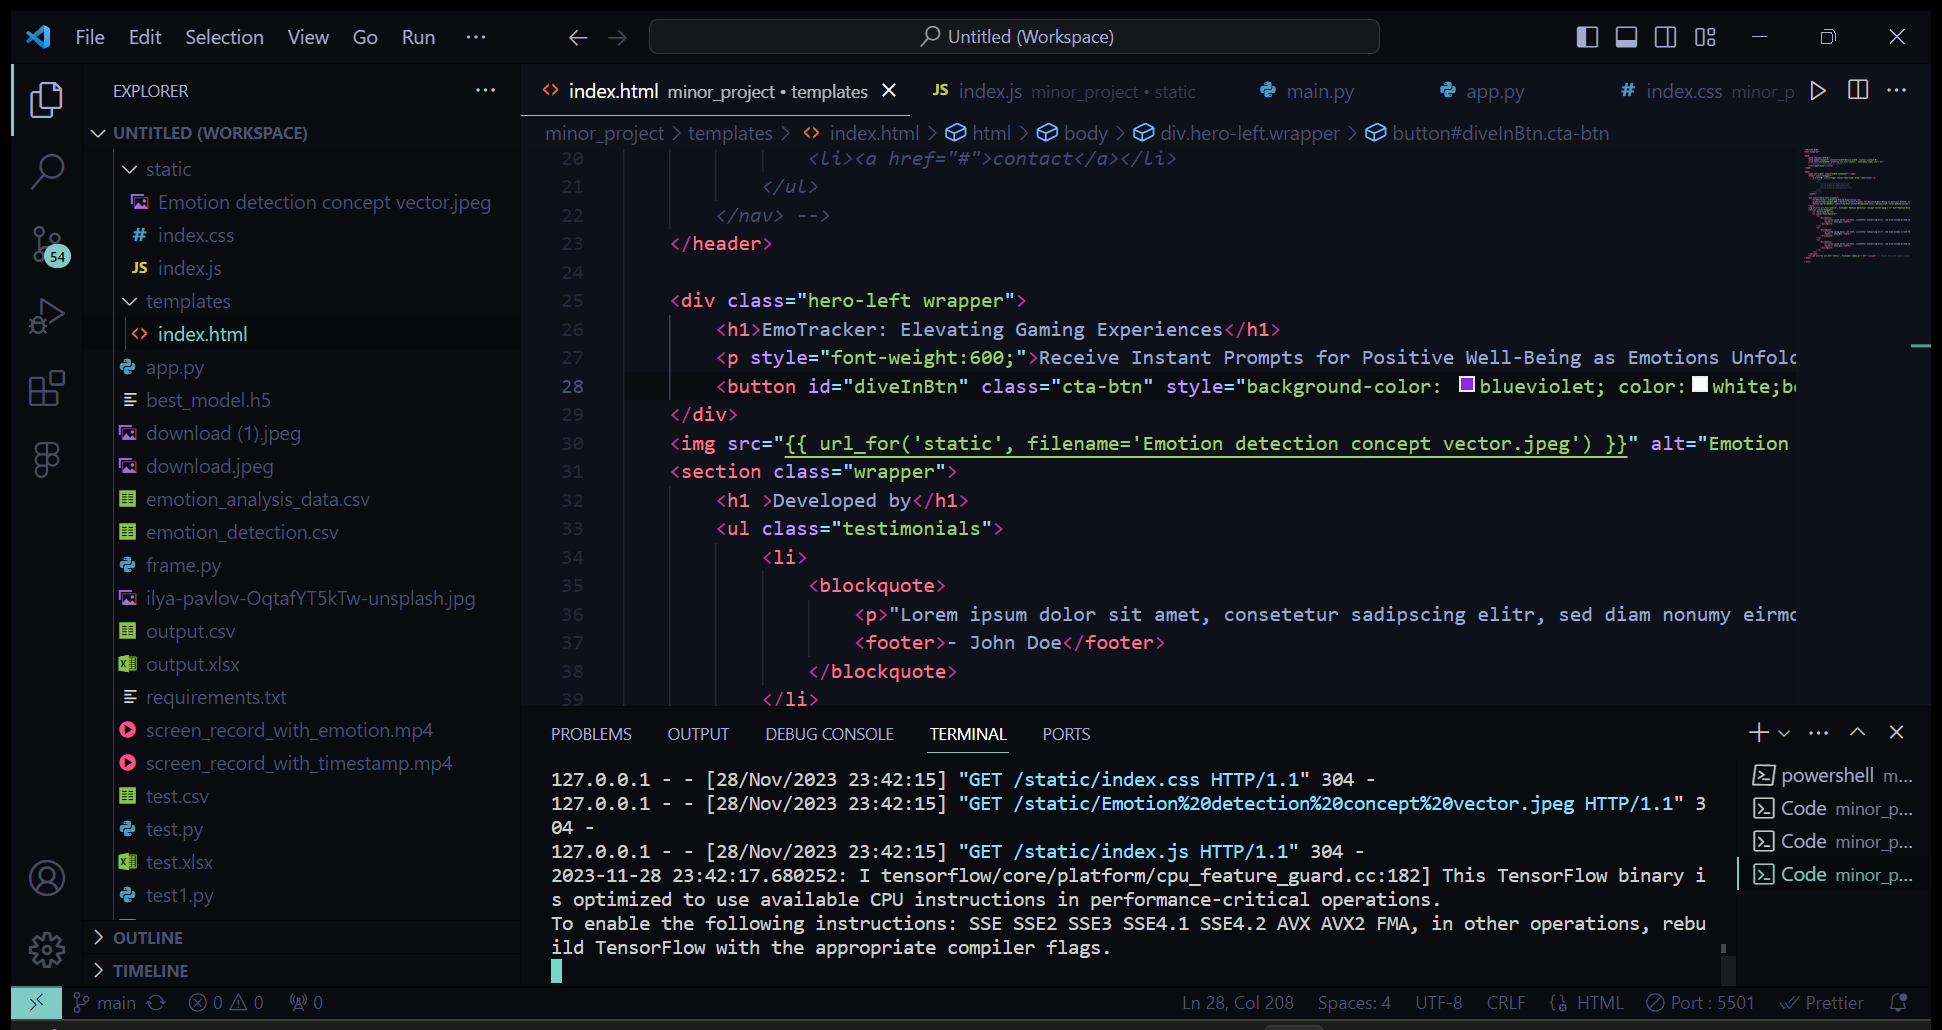 File Edit Selection View Go Run ··· Untitled (Workspace)
EXPLORER ···
UNTITLED (WORKSPACE)
static
Emotion detection concept vector.jpeg
# index.css
JS index.js
templates
<> index.html
app.py
best_model.h5
download (1).jpeg
download.jpeg
emotion_analysis_data.csv
emotion_detection.csv
frame.py
ilya-pavlov-OqtafYT5kTw-unsplash.jpg
output.csv
output.xlsx
requirements.txt
screen_record_with_emotion.mp4
screen_record_with_timestamp.mp4
test.csv
test.py
test.xlsx
test1.py
OUTLINE
TIMELINE
54
<> index.html minor_project • templates JS index.js minor_project • static main.py app.py # index.css minor_p
minor_project > templates > <> index.html > html > body > div.hero-left.wrapper > button#diveInBtn.cta-btn
20 <li><a href="#">contact</a></li>
21 </ul>
22 </nav> -->
23 </header>
24
25 <div class="hero-left wrapper">
26 <h1>EmoTracker: Elevating Gaming Experiences</h1>
27 <p style="font-weight:600;">Receive Instant Prompts for Positive Well-Being as Emotions Unfol
28 <button id="diveInBtn" class="cta-btn" style="background-color: blueviolet; color: white;b
29 </div>
30 <img src="{{ url_for('static', filename='Emotion detection concept vector.jpeg') }}" alt="Emotion
31 <section class="wrapper">
32 <h1 >Developed by</h1>
33 <ul class="testimonials">
34 <li>
35 <blockquote>
36 <p>"Lorem ipsum dolor sit amet, consetetur sadipscing elitr, sed diam nonumy eirm
37 <footer>- John Doe</footer>
38 </blockquote>
39 </li>
PROBLEMS OUTPUT DEBUG CONSOLE TERMINAL PORTS
127.0.0.1 - - [28/Nov/2023 23:42:15] "GET /static/index.css HTTP/1.1" 304 -
127.0.0.1 - - [28/Nov/2023 23:42:15] "GET /static/Emotion%20detection%20concept%20vector.jpeg HTTP/1.1" 3
04 -
127.0.0.1 - - [28/Nov/2023 23:42:15] "GET /static/index.js HTTP/1.1" 304 -
2023-11-28 23:42:17.680252: I tensorflow/core/platform/cpu_feature_guard.cc:182] This TensorFlow binary i
s optimized to use available CPU instructions in performance-critical operations.
To enable the following instructions: SSE SSE2 SSE3 SSE4.1 SSE4.2 AVX AVX2 FMA, in other operations, rebu
ild TensorFlow with the appropriate compiler flags.
powershell m...
Code minor_p...
Code minor_p...
Code minor_p...
main 0 0 0 Ln 28, Col 208 Spaces: 4 UTF-8 CRLF HTML Port : 5501 Prettier